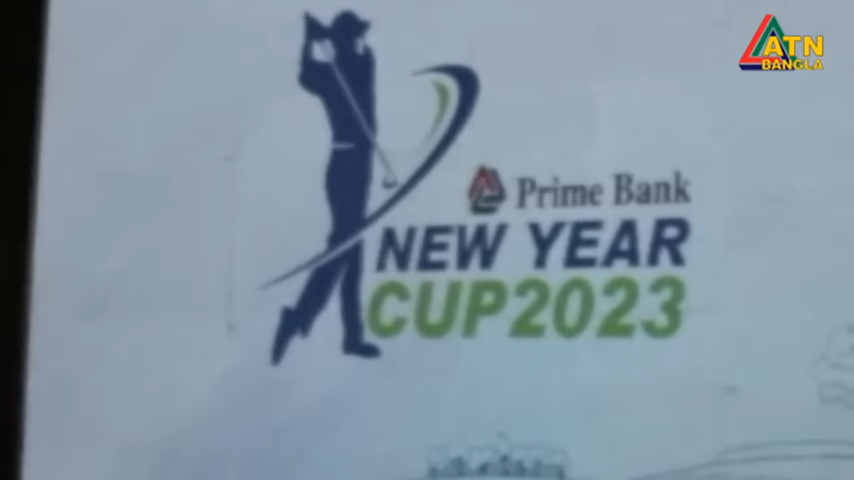 ATN
BANGLA
Prime Bank
NEW YEAR
CUP2023